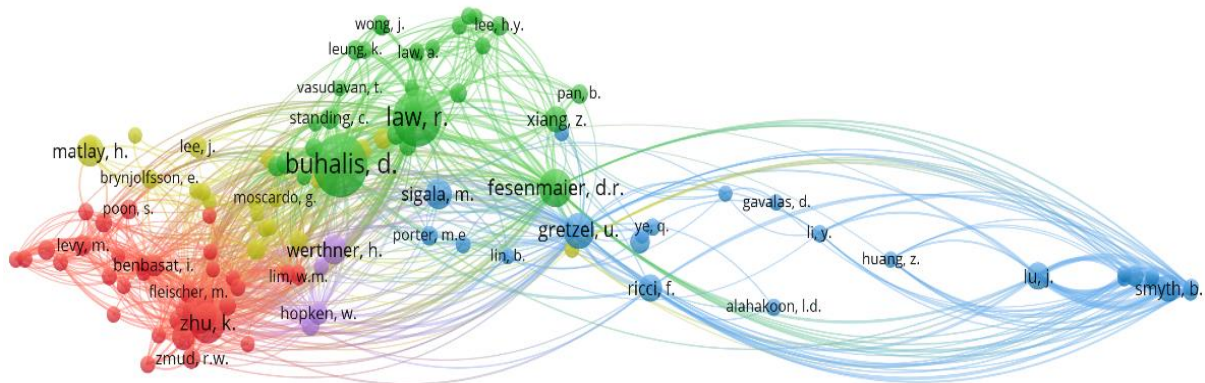 wong, j.
lee, h.y.
leung, k.
law, a.
vasudavan, t.
pan, b.
standing, c.
law, r.
xiang, z.
matlay, h.
lee, j.
buhalis, d.
brynjolfsson, e.
moscardo, g.
sigala, m.
fesenmaier, d.r.
gavalas, d.
poon, s.
gretzel, u.
ye, q.
li, y.
levy, m.
werthner, h.
porter, m.e
lin, b.
huang, z.
benbasat, i.
lim, w.m.
lu, j.
fleischer, m.
ricci, f.
smyth, b.
zhu, k.
hopken, w.
alahakoon, l.d.
zmud, r.w.